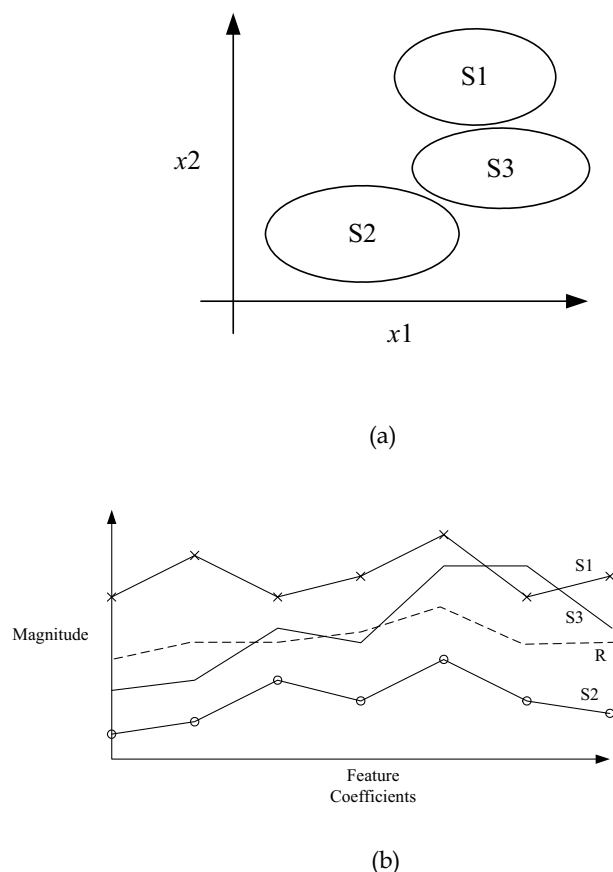 S1
x2
S3
S2
x1
(a)
S1
S3
Magnitude
R
S2
Feature
Coefficients
(b)